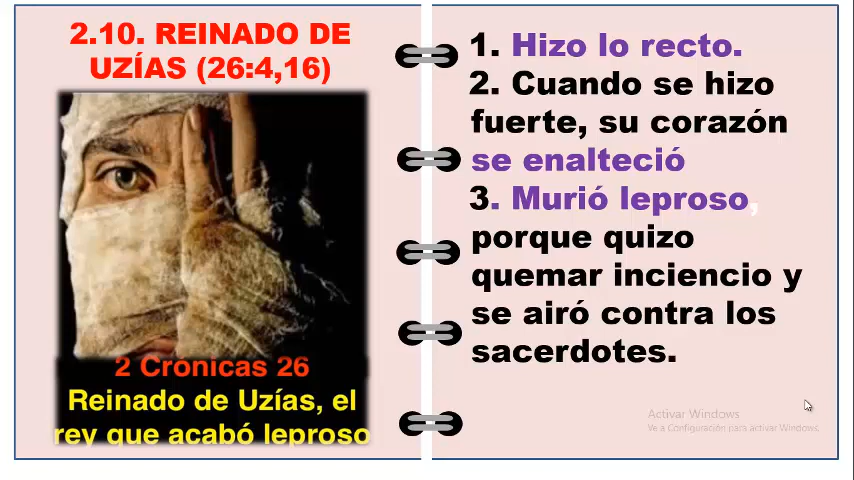 2.10. REINADO DE
UZÍAS (26:4,16)
2 Crónicas 26
Reinado de Uzías, el
rey que acabó leproso
1. Hizo lo recto.
2. Cuando se hizo
fuerte, su corazón
se enalteció
3. Murió leproso,
porque quizo
quemar inciencio y
se airó contra los
sacerdotes.
Activar Windows
Ve a Configuración para activar Windows.